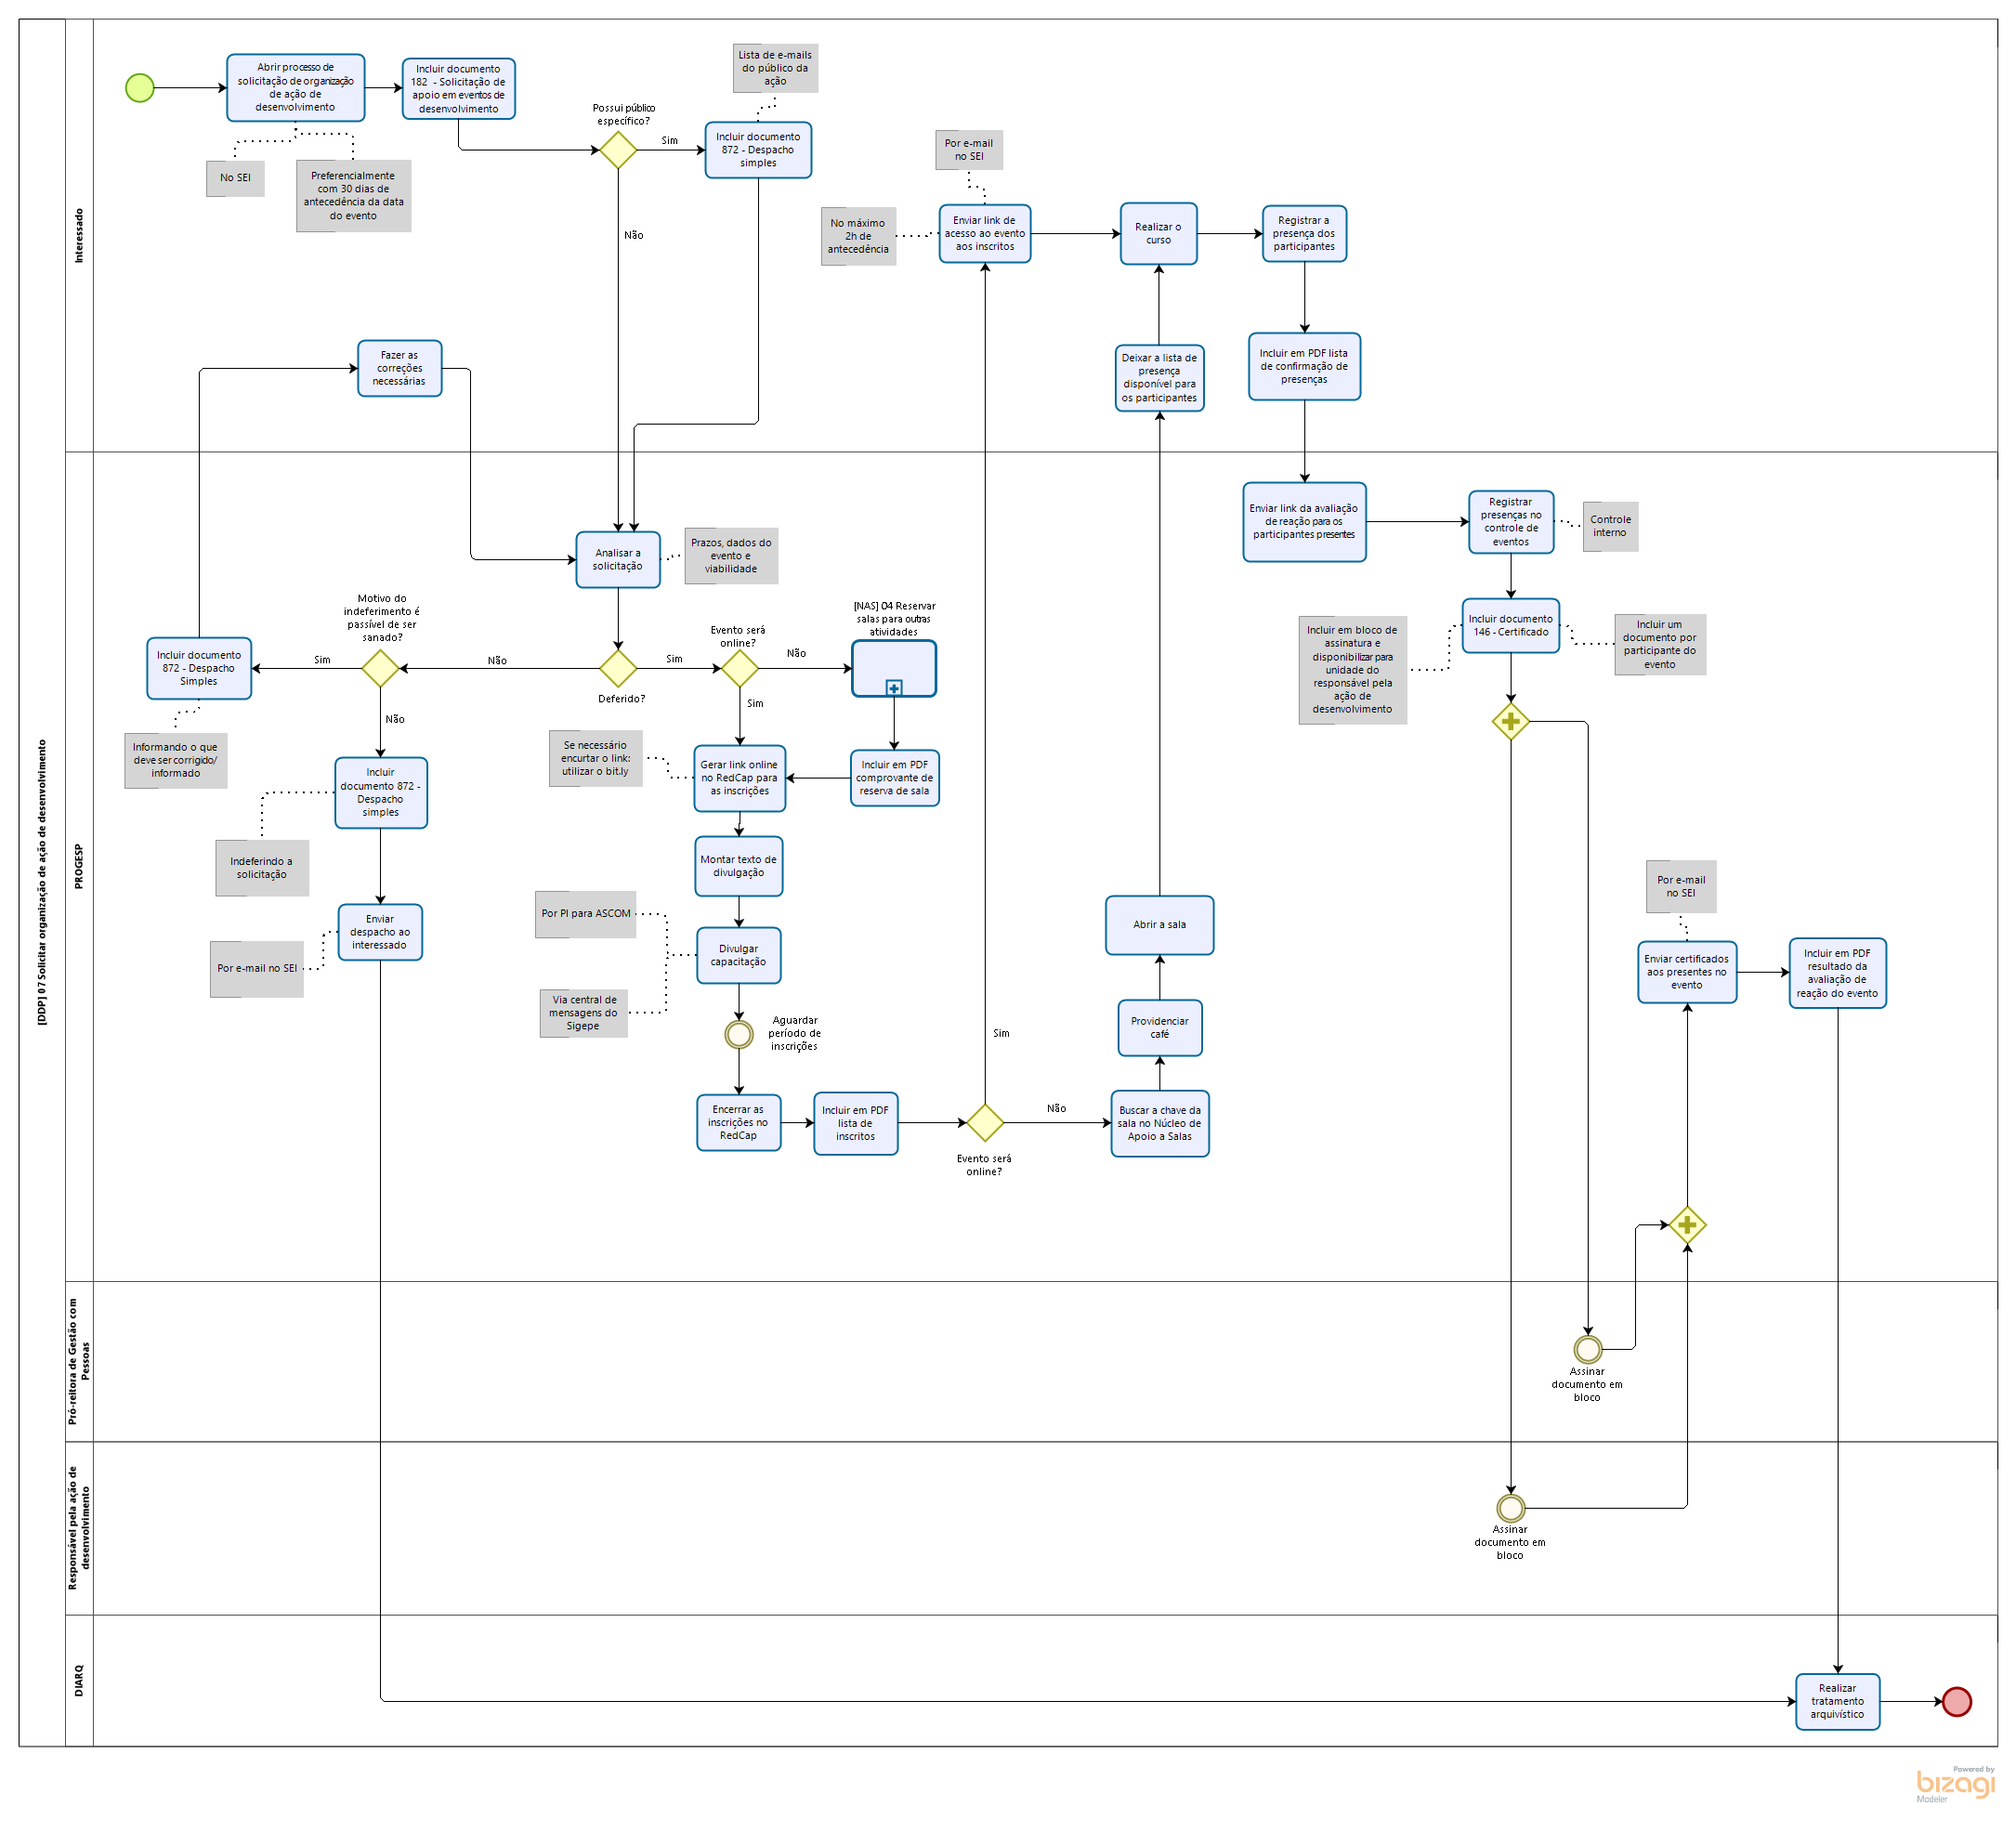 [DDP] 07 Solicitar organização de ação de desenvolvimento
Interessado
Abrir processo de
solicitação de organização
de ação de
desenvolvimento
No SEI
Preferencialmente
com 30 dias de
antecedência da data
do evento
Incluir documento
182 - Solicitação de
apoio em eventos de
desenvolvimento
Possui público
específico?
Sim
Não
Incluir documento
872 - Despacho
simples
Lista de e-mails
do público da
ação
Fazer as
correções
necessárias
Por e-mail
no SEI
No máximo
2h de
antecedência
Enviar link de
acesso ao evento
aos inscritos
Realizar o
curso
Registrar a
presença dos
participantes
Deixar a lista de
presença
disponível para
os participantes
Incluir em PDF lista
de confirmação de
presenças
PROGESP
Analisar a
solicitação
Prazos, dados do
evento e
viabilidade
Deferido?
Não
Sim
Motivo do
indeferimento é
passível de ser
sanado?
Sim
Não
Incluir documento
872 - Despacho
Simples
Informando o que
deve ser corrigido/
informado
Incluir
documento 872 -
Despacho
simples
Indeferindo a
solicitação
Enviar
despacho ao
interessado
Por e-mail no SEI
Evento será
online?
Não
Sim
[NAS] 04 Reservar
salas para outras
atividades
Incluir em PDF
comprovante de
reserva de sala
Gerar link online
no RedCap para
as inscrições
Se necessário
encurtar o link:
utilizar o bit.ly
Montar texto de
divulgação
Divulgar
capacitação
Por PI para ASCOM
Via central de
mensagens do
Sigepe
Aguardar
período de
inscrições
Encerrar as
inscrições no
RedCap
Incluir em PDF
lista de
inscritos
Evento será
online?
Sim
Não
Buscar a chave da
sala no Núcleo de
Apoio a Salas
Providenciar
café
Abrir a sala
Enviar link da avaliação
de reação para os
participantes presentes
Registrar
presenças no
controle de
eventos
Controle
interno
Incluir documento
146 - Certificado
Incluir em bloco de
assinatura e
disponibilizar para
unidade do
responsável pela
ação de
desenvolvimento
Incluir um
documento por
participante do
evento
Por e-mail
no SEI
Enviar certificados
aos presentes no
evento
Incluir em PDF
resultado da
avaliação de
reação do evento
Pró-reitora de Gestão com
Pessoas
Assinar
documento em
bloco
Responsável pela ação de
desenvolvimento
Assinar
documento em
bloco
DIARQ
Realizar
tratamento
arquivístico
Powered by
bizagi
Modeler